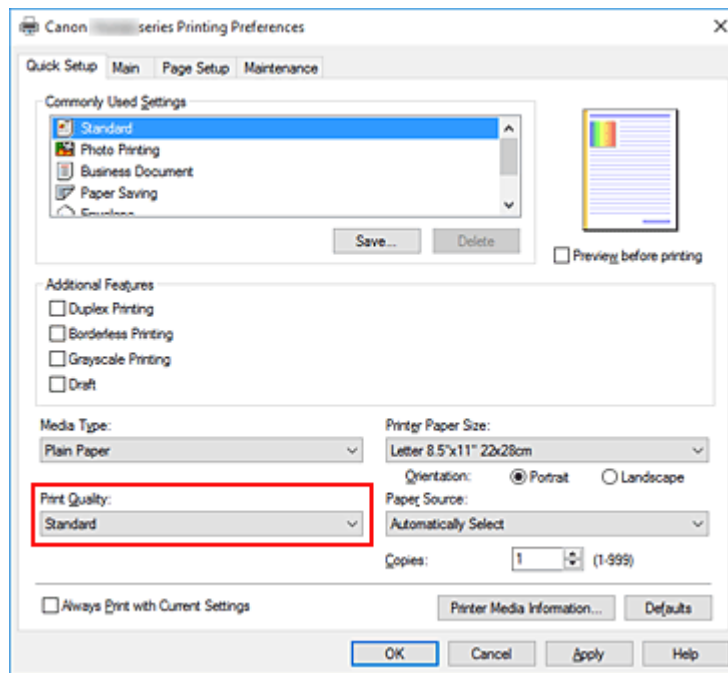 Canon series Printing Preferences
Quick Setup Main Page Setup Maintenance
Commonly Used Settings
Standard
Photo Printing
Business Document
Paper Saving
Envelope
Save... Delete
Preview before printing
Additional Features
Duplex Printing
Borderless Printing
Grayscale Printing
Draft
Media Type: Printer Paper Size:
Plain Paper Letter 8.5"x11" 22x28cm
Orientation: Portrait Landscape
Print Quality: Paper Source:
Standard Automatically Select
Copies: 1 (1-999)
Always Print with Current Settings Printer Media Information... Defaults
OK Cancel Apply Help